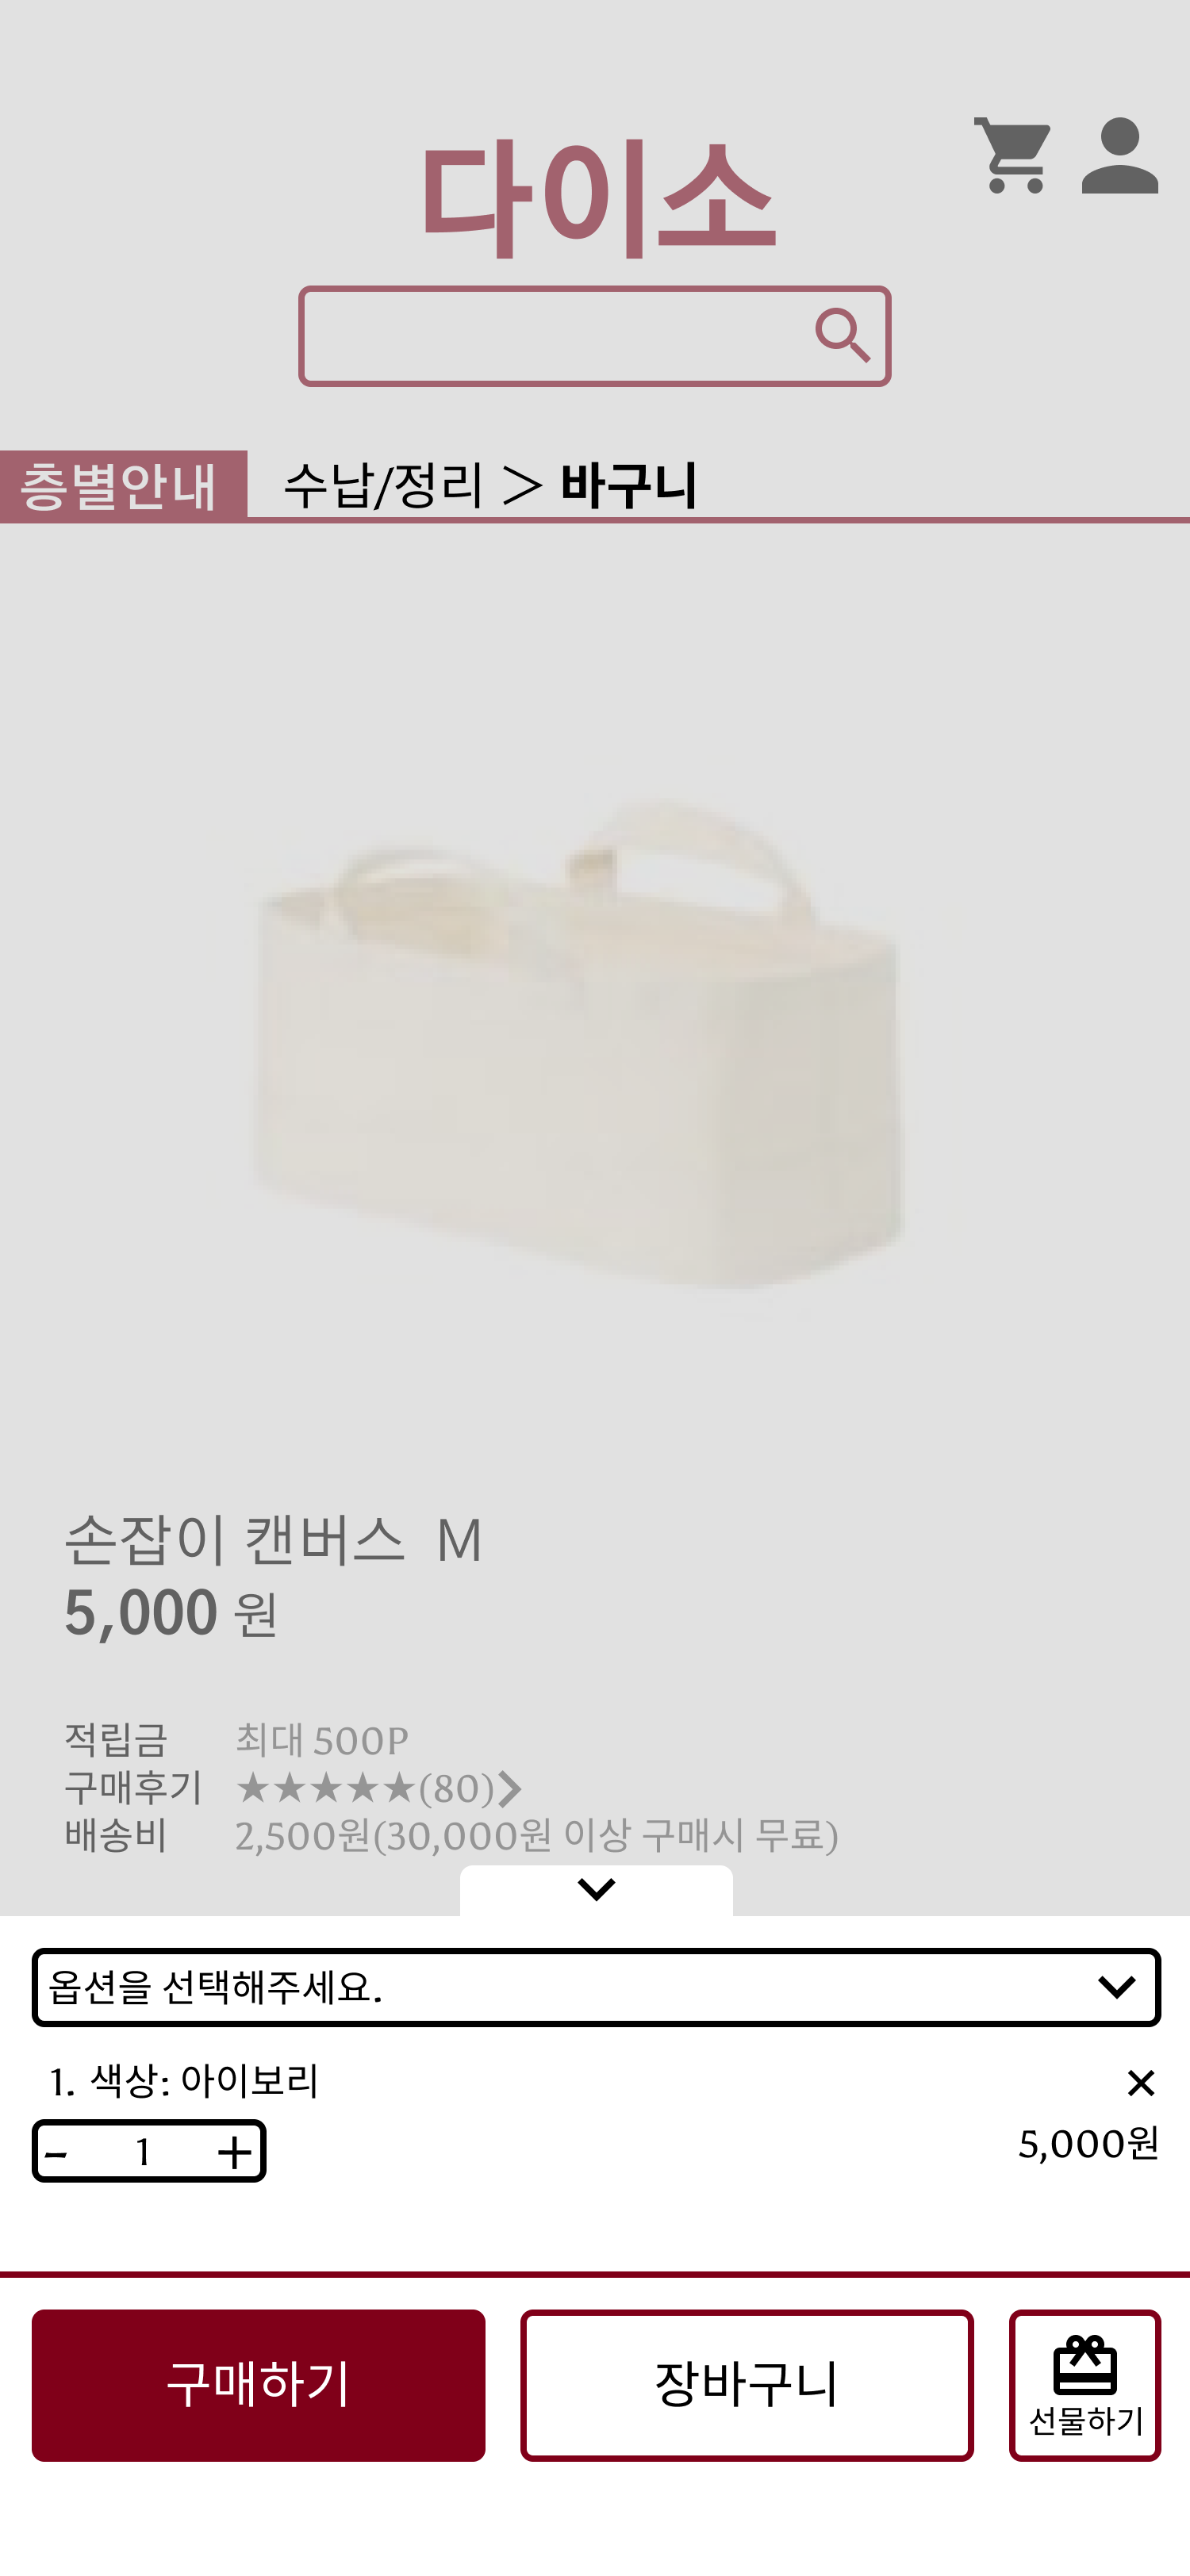 다이소
층별안내 수납/정리 > 바구니
손잡이 캔버스 M
5,000 원
적립금 최대 500P
구매후기 ★★★★★(80)>
배송비 2,500원(30,000원 이상 구매시 무료)
옵션을 선택해주세요.
1. 색상: 아이보리 ×
- 1 + 5,000원
구매하기 장바구니 선물하기